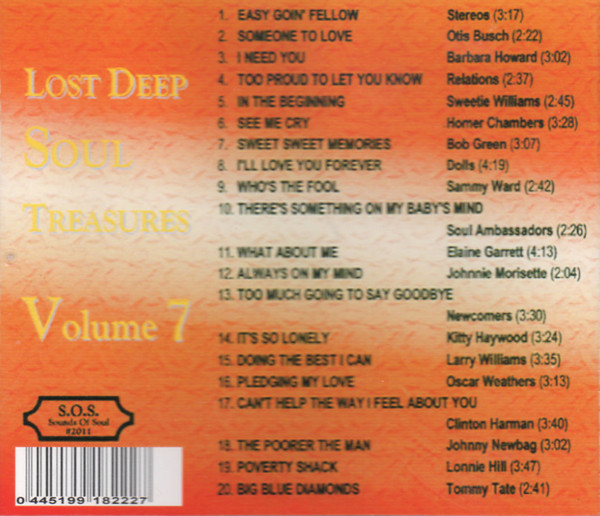 LOST DEEP
SOUL
TREASURES
Volume 7
S.O.S.
Sounds Of Soul
#2011
0 445199 182227
1. EASY GOIN' FELLOW Stereos (3:17)
2. SOMEONE TO LOVE Otis Busch (2:22)
3. I NEED YOU Barbara Howard (3:02)
4. TOO PROUD TO LET YOU KNOW Relations (2:37)
5. IN THE BEGINNING Sweetie Williams (2:45)
6. SEE ME CRY Homer Chambers (3:28)
7. SWEET SWEET MEMORIES Bob Green (3:07)
8. I'LL LOVE YOU FOREVER Dolls (4:19)
9. WHO'S THE FOOL Sammy Ward (2:42)
10. THERE'S SOMETHING ON MY BABY'S MIND
Soul Ambassadors (2:26)
11. WHAT ABOUT ME Elaine Garrett (4:13)
12. ALWAYS ON MY MIND Johnnie Morisette (2:04)
13. TOO MUCH GOING TO SAY GOODBYE
Newcomers (3:30)
14. IT'S SO LONELY Kitty Haywood (3:24)
15. DOING THE BEST I CAN Larry Williams (3:35)
16. PLEDGING MY LOVE Oscar Weathers (3:13)
17. CAN'T HELP THE WAY I FEEL ABOUT YOU
Clinton Harman (3:40)
18. THE POORER THE MAN Johnny Newbag (3:02)
19. POVERTY SHACK Lonnie Hill (3:47)
20. BIG BLUE DIAMONDS Tommy Tate (2:41)